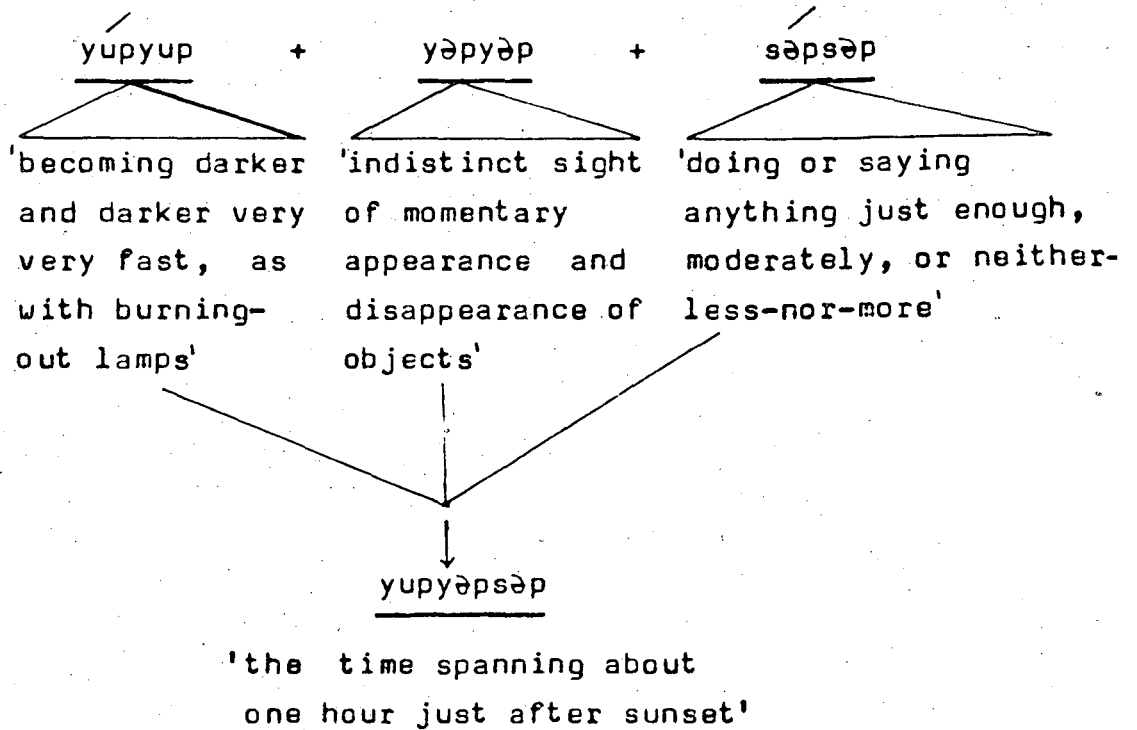 yúpyup + yəpyəp + sə́psəp
'becoming darker
and darker very
very fast, as
with burning-
out lamps'
'indistinct sight
of momentary
appearance and
disappearance of
objects'
'doing or saying
anything just enough,
moderately, or neither-
less-nor-more'
yupyəpsəp
'the time spanning about
one hour just after sunset'